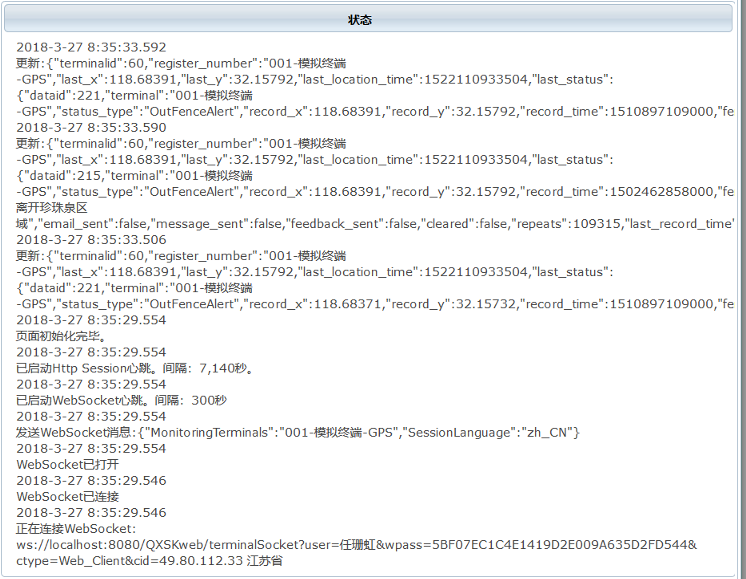 状态
2018-3-27 8:35:33.592
更新:{"terminalid":60,"register_number":"001-模拟终端
-GPS","last_x":118.68391,"last_y":32.15792,"last_location_time":1522110933504,"last_status":
{"dataid":221,"terminal":"001-模拟终端
-GPS","status_type":"OutFenceAlert","record_x":118.68391,"record_y":32.15792,"record_time":1510897109000,"fe
2018-3-27 8:35:33.590
更新:{"terminalid":60,"register_number":"001-模拟终端
-GPS","last_x":118.68391,"last_y":32.15792,"last_location_time":1522110933504,"last_status":
{"dataid":215,"terminal":"001-模拟终端
-GPS","status_type":"OutFenceAlert","record_x":118.68391,"record_y":32.15792,"record_time":1502462858000,"fe
离开珍珠泉区
域","email_sent":false,"message_sent":false,"feedback_sent":false,"cleared":false,"repeats":109315,"last_record_time"
2018-3-27 8:35:33.506
更新:{"terminalid":60,"register_number":"001-模拟终端
-GPS","last_x":118.68391,"last_y":32.15792,"last_location_time":1522110933504,"last_status":
{"dataid":221,"terminal":"001-模拟终端
-GPS","status_type":"OutFenceAlert","record_x":118.68371,"record_y":32.15732,"record_time":1510897109000,"fe
2018-3-27 8:35:29.554
页面初始化完毕。
2018-3-27 8:35:29.554
已启动Http Session心跳。间隔：7,140秒。
2018-3-27 8:35:29.554
已启动WebSocket心跳。间隔：300秒
2018-3-27 8:35:29.554
发送WebSocket消息:{"MonitoringTerminals":"001-模拟终端-GPS","SessionLanguage":"zh_CN"}
2018-3-27 8:35:29.554
WebSocket已打开
2018-3-27 8:35:29.546
WebSocket已连接
2018-3-27 8:35:29.546
正在连接WebSocket:
ws://localhost:8080/QXSKweb/terminalSocket?user=任珊虹&wpass=5BF07EC1C4E1419D2E009A635D2FD544&
ctype=Web_Client&cid=49.80.112.33 江苏省